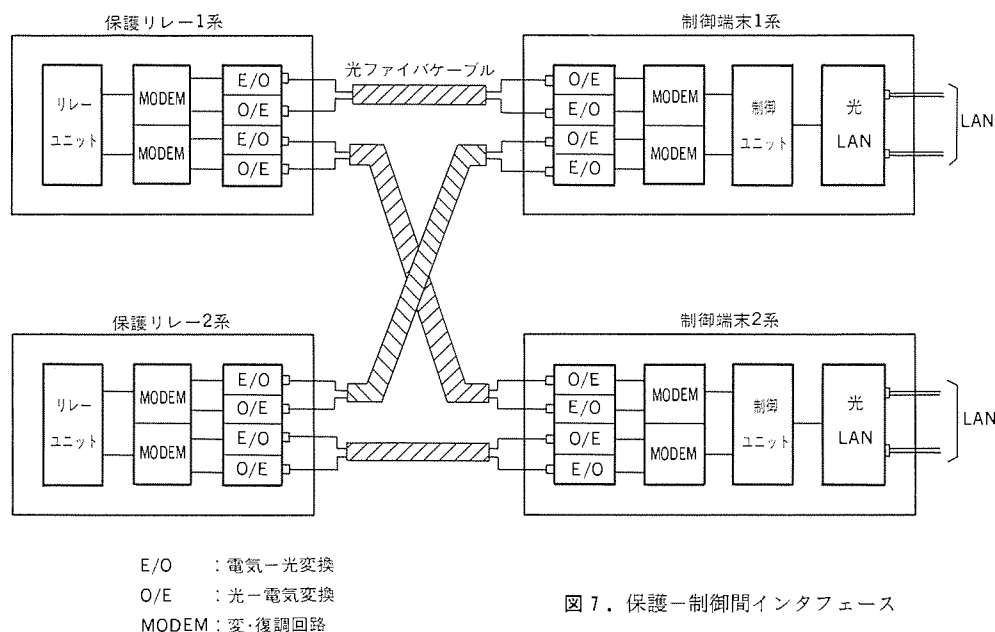 保護リレー1系
リレー
ユニット
MODEM
MODEM
E/O
O/E
E/O
O/E
光ファイバケーブル
制御端末1系
O/E
E/O
O/E
E/O
MODEM
MODEM
制御
ユニット
光
LAN
LAN
保護リレー2系
リレー
ユニット
MODEM
MODEM
E/O
O/E
E/O
O/E
制御端末2系
O/E
E/O
O/E
E/O
MODEM
MODEM
制御
ユニット
光
LAN
LAN
E/O :電気-光変換
O/E :光-電気変換
MODEM:変・復調回路
図7.保護-制御間インタフェース